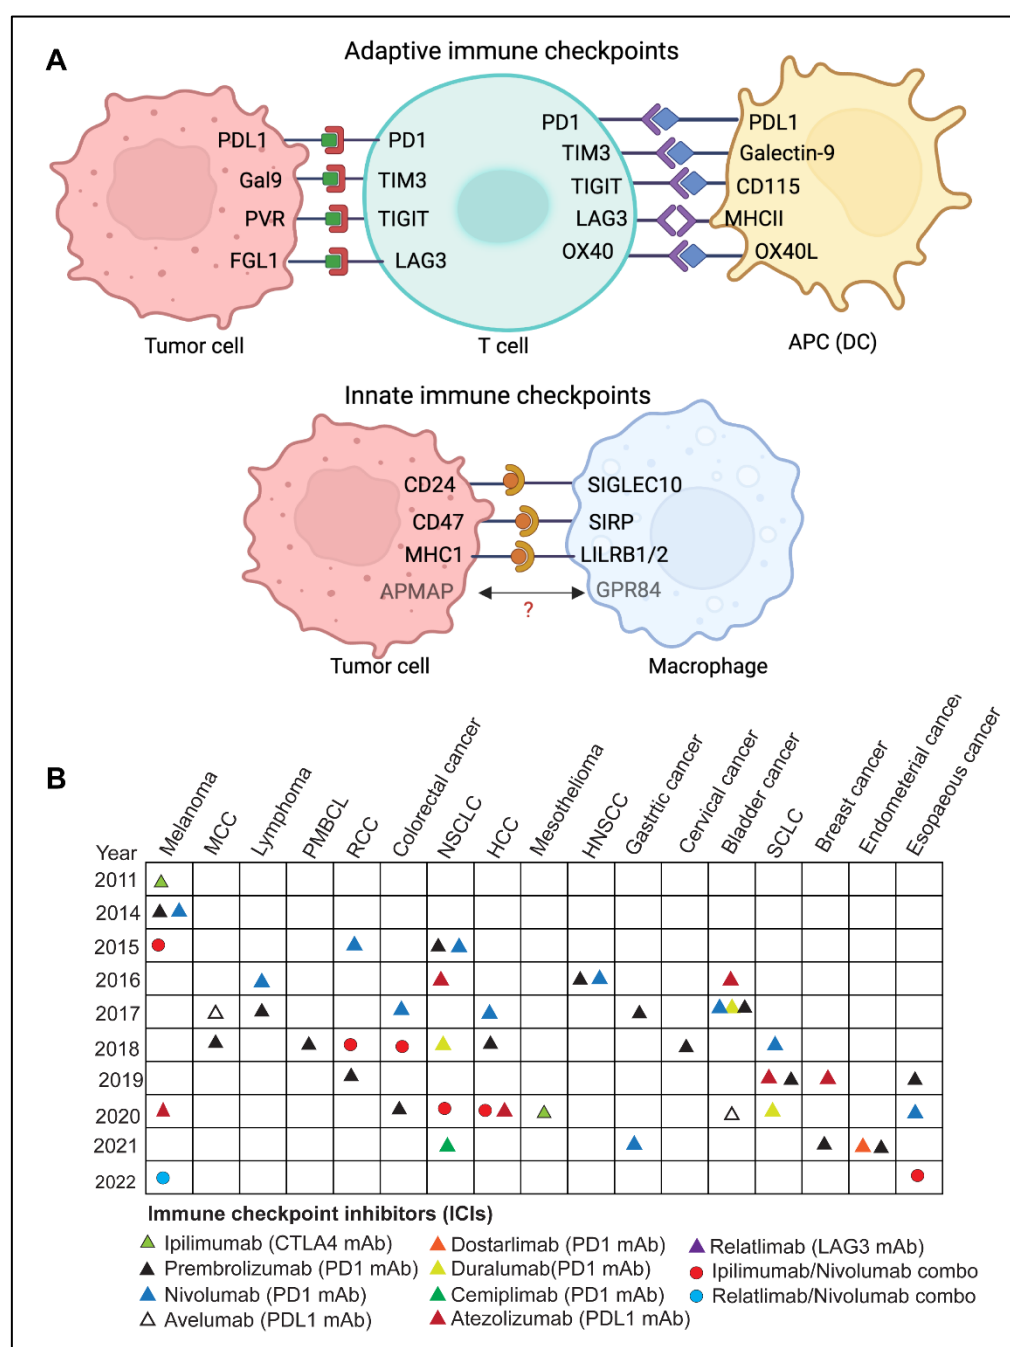 A
Adaptive immune checkpoints
PDL1 PD1 PD1 PDL1
Gal9 TIM3 TIM3 Galectin-9
PVR TIGIT TIGIT CD115
FGL1 LAG3 LAG3 MHCII
OX40 OX40L
Tumor cell T cell APC (DC)
Innate immune checkpoints
CD24 SIGLEC10
CD47 SIRP
MHC1 LILRB1/2
APMAP GPR84
?
Tumor cell Macrophage
B
Year Melanoma MCC Lymphoma PMBCL RCC Colorectal cancer NSCLC HCC Mesothelioma HNSCC Gastrtic cancer Cervical cancer Bladder cancer SCLC Breast cancer Endometerial cancer Esopaeous cancer
2011
2014
2015
2016
2017
2018
2019
2020
2021
2022
Immune checkpoint inhibitors (ICIs)
Ipilimumab (CTLA4 mAb) Dostarlimab (PD1 mAb) Relatlimab (LAG3 mAb)
Prembrolizumab (PD1 mAb) Duralumab(PD1 mAb) Ipilimumab/Nivolumab combo
Nivolumab (PD1 mAb) Cemiplimab (PD1 mAb) Relatlimab/Nivolumab combo
Avelumab (PDL1 mAb) Atezolizumab (PDL1 mAb)